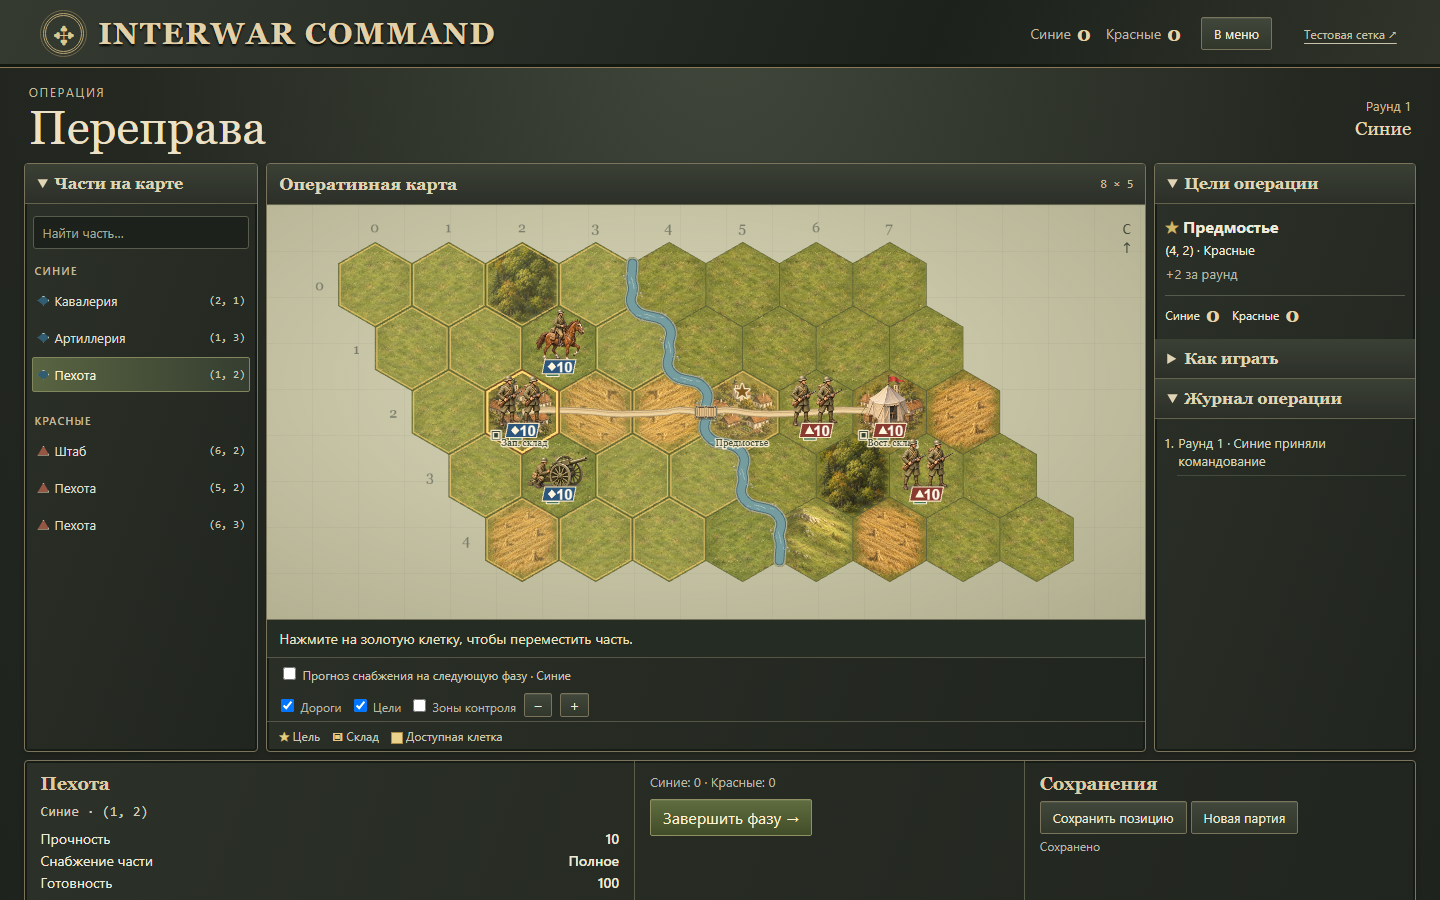 INTERWAR COMMAND
Синие 0 Красные 0 В меню Тестовая сетка ↗
ОПЕРАЦИЯ
Переправа
Раунд 1
Синие
▼ Части на карте
Найти часть...
СИНИЕ
Кавалерия (2, 1)
Артиллерия (1, 3)
Пехота (1, 2)
КРАСНЫЕ
Штаб (6, 2)
Пехота (5, 2)
Пехота (6, 3)
Оперативная карта 8 × 5
0 1 2 3 4 5 6 7
С
↑
0
1
10
2
10
10
10
Зап. склад
Предмостье
Вост. скл
3
10
10
4
Нажмите на золотую клетку, чтобы переместить часть.
Прогноз снабжения на следующую фазу · Синие
Дороги Цели Зоны контроля − +
★ Цель Склад Доступная клетка
▼ Цели операции
★ Предмостье
(4, 2) · Красные
+2 за раунд
Синие 0 Красные 0
▶ Как играть
▼ Журнал операции
1. Раунд 1 · Синие приняли
командование
Пехота
Синие · (1, 2)
Прочность 10
Снабжение части Полное
Готовность 100
Синие: 0 · Красные: 0
Завершить фазу →
Сохранения
Сохранить позицию Новая партия
Сохранено